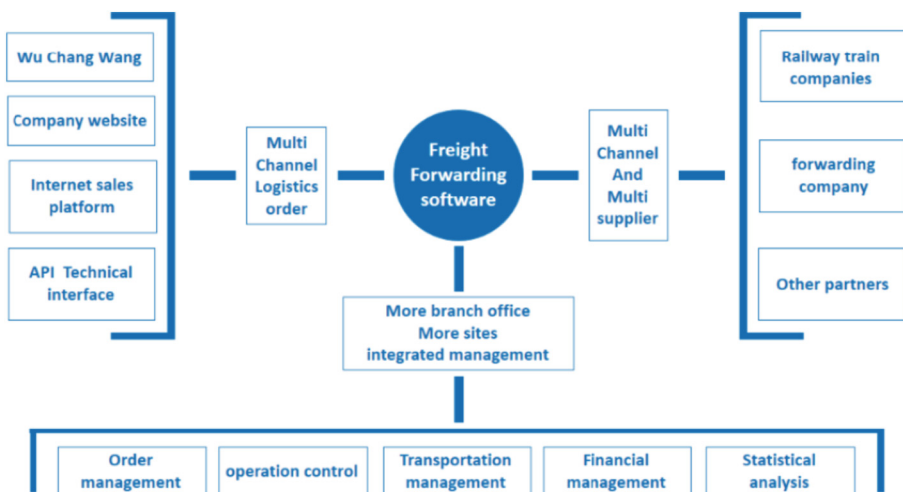 Wu Chang Wang
Company website
Internet sales
platform
API Technical
interface
Multi
Channel
Logistics
order
Freight
Forwarding
software
Multi
Channel
And
Multi
supplier
Railway train
companies
forwarding
company
Other partners
More branch office
More sites
integrated management
Order
management
operation control
Transportation
management
Financial
management
Statistical
analysis